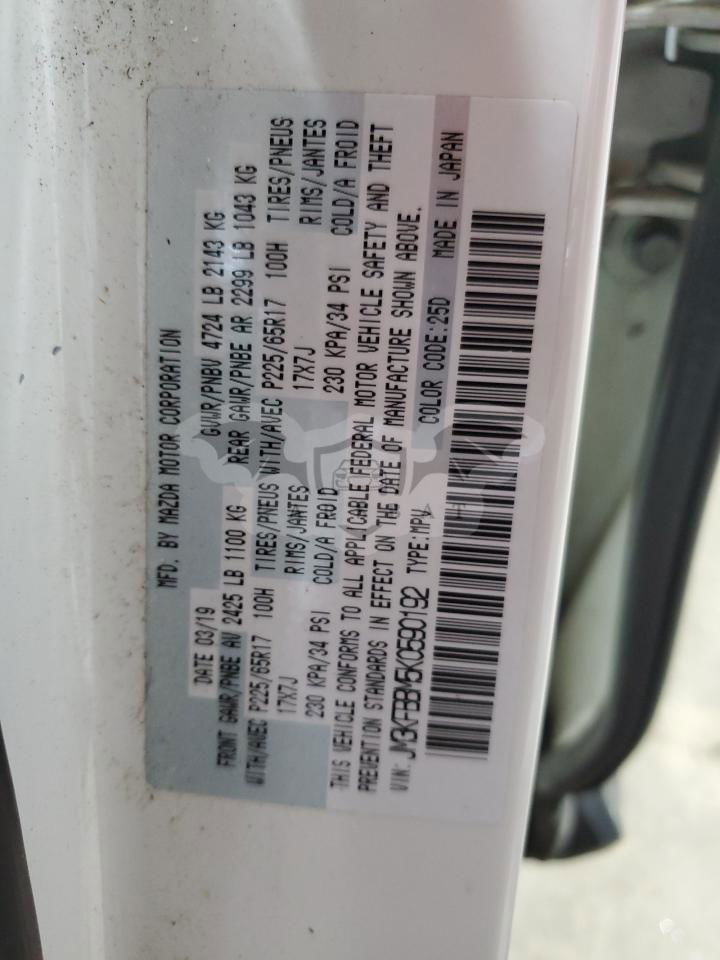 MFD. BY MAZDA MOTOR CORPORATION
DATE 03/19 GVWR/PNBV 4724 LB 2143 KG
FRONT GAWR/PNBE AV 2425 LB 1100 KG REAR GAWR/PNBE AR 2299 LB 1043 KG
WITH/AVEC P225/65R17 100H TIRES/PNEUS WITH/AVEC P225/65R17 100H TIRES/PNEUS
17X7J RIMS/JANTES 17X7J RIMS/JANTES
230 KPA/34 PSI COLD/A FROID 230 KPA/34 PSI COLD/A FROID
THIS VEHICLE CONFORMS TO ALL APPLICABLE FEDERAL MOTOR VEHICLE SAFETY AND THEFT
PREVENTION STANDARDS IN EFFECT ON THE DATE OF MANUFACTURE SHOWN ABOVE.
VIN: JM3KFBBM5K0590192 TYPE: MPV COLOR CODE: 25D MADE IN JAPAN